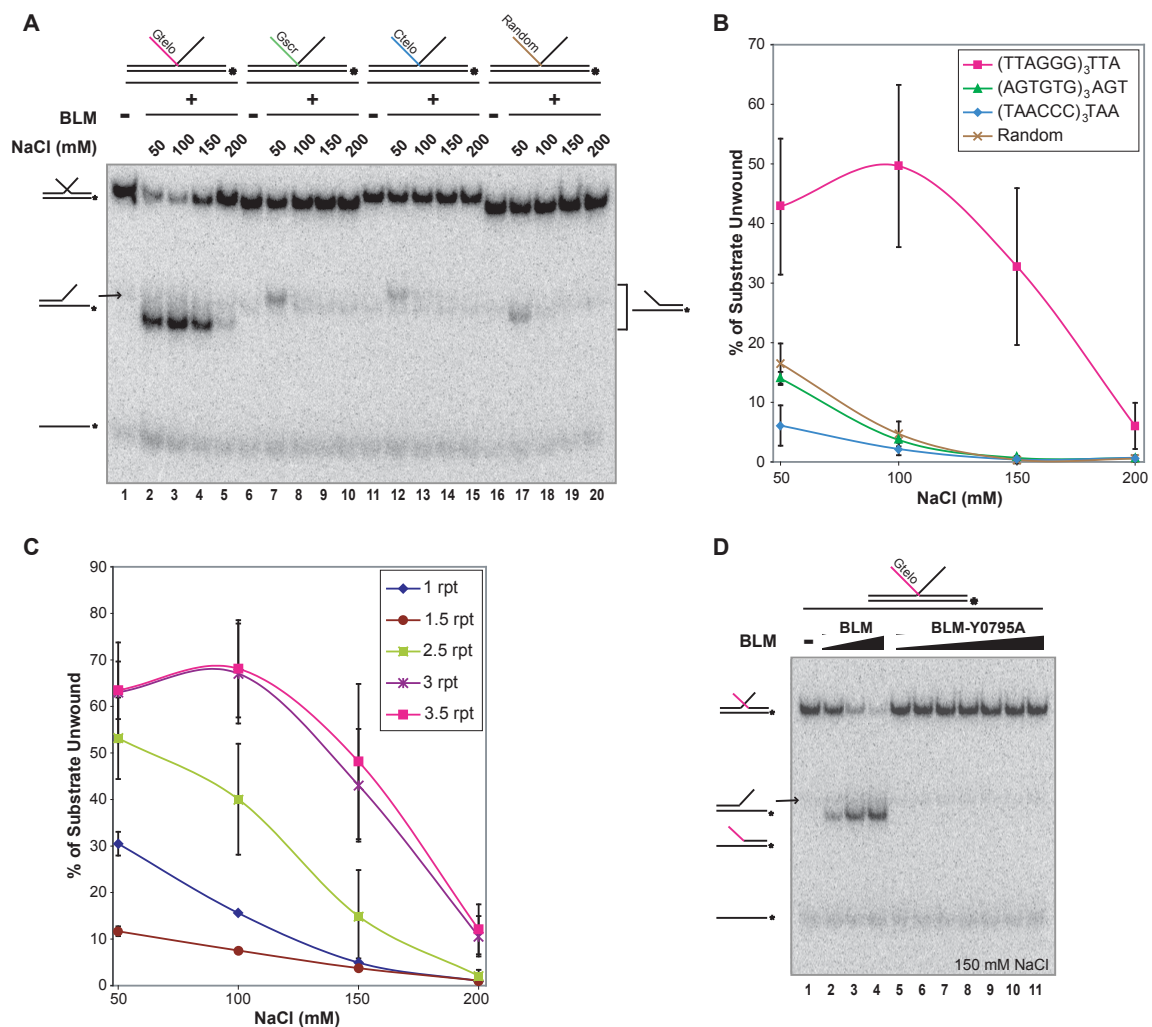 A
Gtelo
Gscr
Ctelo
Random
*
*
*
*
+
+
+
+
BLM
-
-
-
-
NaCl (mM)
50 100 150 200
50 100 150 200
50 100 150 200
50 100 150 200
*
*
*
*
1 2 3 4 5 6 7 8 9 10 11 12 13 14 15 16 17 18 19 20
B
% of Substrate Unwound
70
60
50
40
30
20
10
0
(TTAGGG)3TTA
(AGTGTG)3AGT
(TAACCC)3TAA
Random
50 100 150 200
NaCl (mM)
C
% of Substrate Unwound
90
80
70
60
50
40
30
20
10
0
1 rpt
1.5 rpt
2.5 rpt
3 rpt
3.5 rpt
50 100 150 200
NaCl (mM)
D
Gtelo
*
BLM
-
BLM
BLM-Y0795A
*
*
*
*
150 mM NaCl
1 2 3 4 5 6 7 8 9 10 11